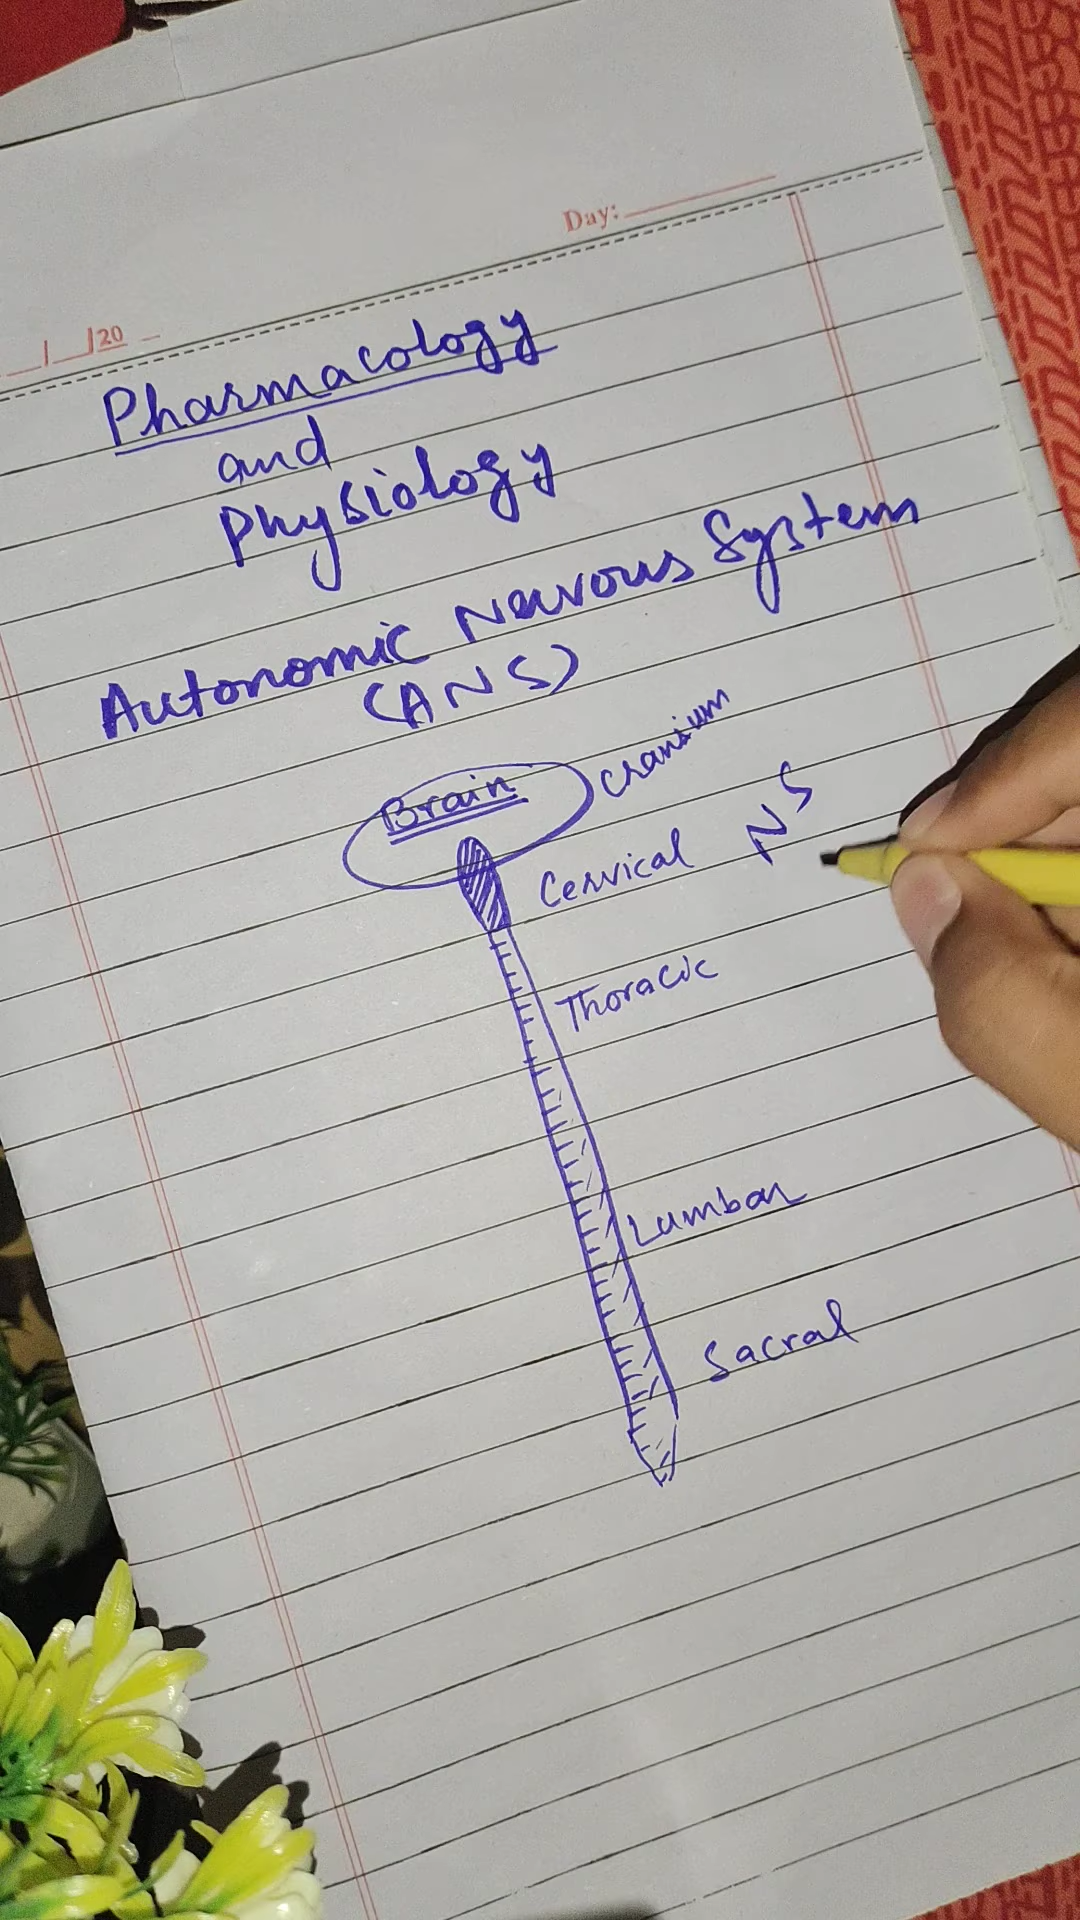 Day:
/ /20
Pharmacology
and
Physiology
Autonomic Nervous System
(ANS)
Brain
Cranium
Cervical
NS
Thoracic
Lumbar
Sacral